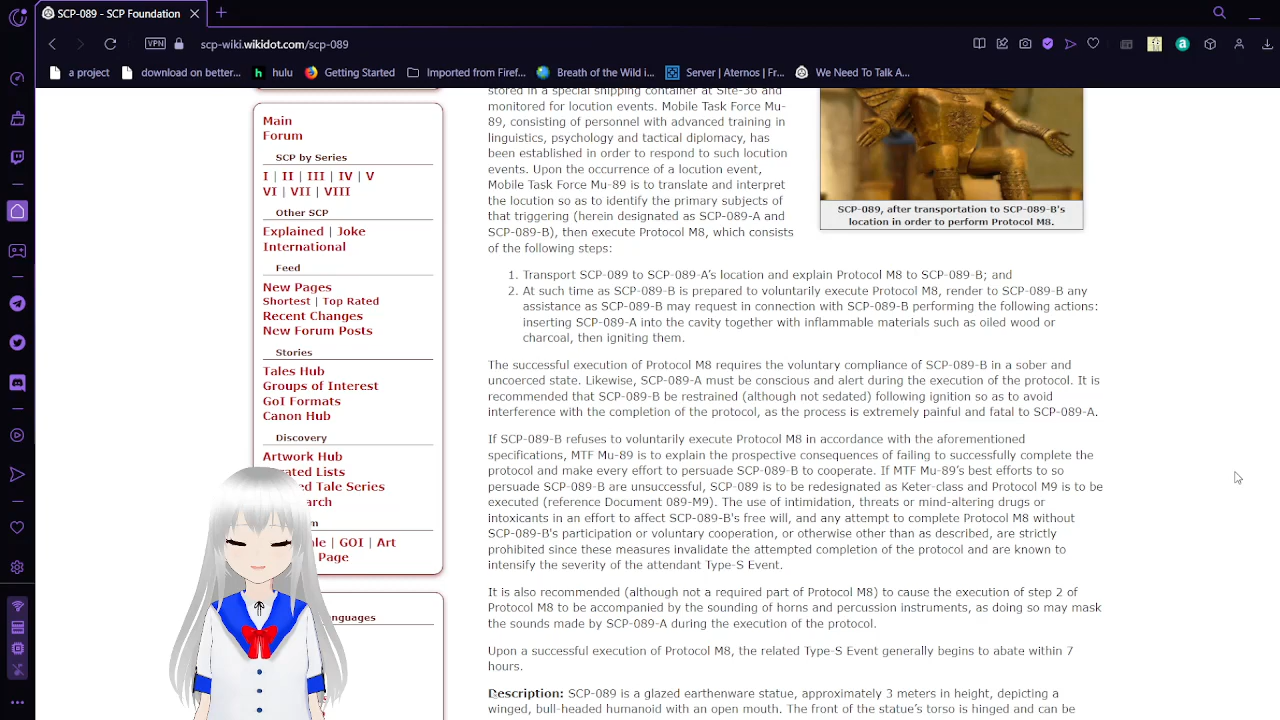 SCP-089 - SCP Foundation
VPN
scp-wiki.wikidot.com/scp-089
a project
download on better...
hulu
Getting Started
Imported from Firef...
Breath of the Wild i...
Server | Aternos | Fr...
We Need To Talk A...
Main
Forum
SCP by Series
I | II | III | IV | V
VI | VII | VIII
Other SCP
Explained | Joke
International
Feed
New Pages
Shortest | Top Rated
Recent Changes
New Forum Posts
Stories
Tales Hub
Groups of Interest
GoI Formats
Canon Hub
Discovery
Artwork Hub
Lists
Tale Series
| GOI | Art
Page
stored in a special shipping container at Site-36 and
monitored for locution events. Mobile Task Force Mu-
89, consisting of personnel with advanced training in
linguistics, psychology and tactical diplomacy, has
been established in order to respond to such locution
events. Upon the occurrence of a locution event,
Mobile Task Force Mu-89 is to translate and interpret
the locution so as to identify the primary subjects of
that triggering (herein designated as SCP-089-A and
SCP-089-B), then execute Protocol M8, which consists
of the following steps:
SCP-089, after transportation to SCP-089-B's
location in order to perform Protocol M8.
1. Transport SCP-089 to SCP-089-A's location and explain Protocol M8 to SCP-089-B; and
2. At such time as SCP-089-B is prepared to voluntarily execute Protocol M8, render to SCP-089-B any
assistance as SCP-089-B may request in connection with SCP-089-B performing the following actions:
inserting SCP-089-A into the cavity together with inflammable materials such as oiled wood or
charcoal, then igniting them.
The successful execution of Protocol M8 requires the voluntary compliance of SCP-089-B in a sober and
uncoerced state. Likewise, SCP-089-A must be conscious and alert during the execution of the protocol. It is
recommended that SCP-089-B be restrained (although not sedated) following ignition so as to avoid
interference with the completion of the protocol, as the process is extremely painful and fatal to SCP-089-A.
If SCP-089-B refuses to voluntarily execute Protocol M8 in accordance with the aforementioned
specifications, MTF Mu-89 is to explain the prospective consequences of failing to successfully complete the
protocol and make every effort to persuade SCP-089-B to cooperate. If MTF Mu-89's best efforts to so
persuade SCP-089-B are unsuccessful, SCP-089 is to be redesignated as Keter-class and Protocol M9 is to be
executed (reference Document 089-M9). The use of intimidation, threats or mind-altering drugs or
intoxicants in an effort to affect SCP-089-B's free will, and any attempt to complete Protocol M8 without
SCP-089-B's participation or voluntary cooperation, or otherwise other than as described, are strictly
prohibited since these measures invalidate the attempted completion of the protocol and are known to
intensify the severity of the attendant Type-S Event.
It is also recommended (although not a required part of Protocol M8) to cause the execution of step 2 of
Protocol M8 to be accompanied by the sounding of horns and percussion instruments, as doing so may mask
the sounds made by SCP-089-A during the execution of the protocol.
Upon a successful execution of Protocol M8, the related Type-S Event generally begins to abate within 7
hours.
Description: SCP-089 is a glazed earthenware statue, approximately 3 meters in height, depicting a
winged, bull-headed humanoid with an open mouth. The front of the statue's torso is hinged and can be